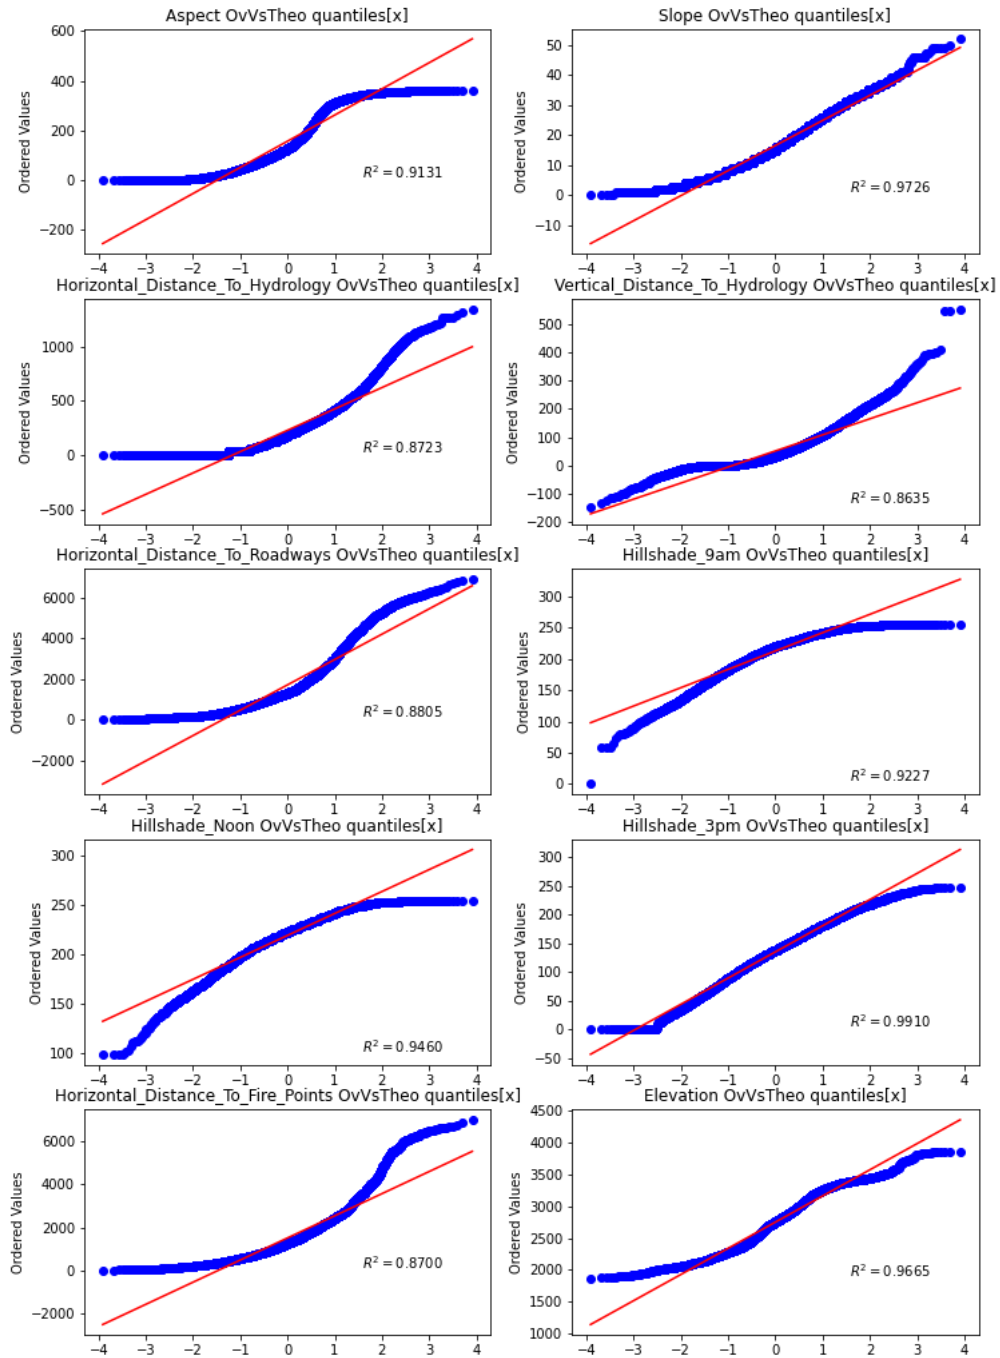 Aspect OvVsTheo quantiles[x]
Ordered Values
600
400
200
0
−200
R² = 0.9131
−4 −3 −2 −1 0 1 2 3 4
Slope OvVsTheo quantiles[x]
Ordered Values
50
40
30
20
10
0
−10
R² = 0.9726
−4 −3 −2 −1 0 1 2 3 4
Horizontal_Distance_To_Hydrology OvVsTheo quantiles[x]
Ordered Values
1000
500
0
−500
R² = 0.8723
−4 −3 −2 −1 0 1 2 3 4
Vertical_Distance_To_Hydrology OvVsTheo quantiles[x]
Ordered Values
500
400
300
200
100
0
−100
−200
R² = 0.8635
−4 −3 −2 −1 0 1 2 3 4
Horizontal_Distance_To_Roadways OvVsTheo quantiles[x]
Ordered Values
6000
4000
2000
0
−2000
R² = 0.8805
−4 −3 −2 −1 0 1 2 3 4
Hillshade_9am OvVsTheo quantiles[x]
Ordered Values
300
250
200
150
100
50
0
R² = 0.9227
−4 −3 −2 −1 0 1 2 3 4
Hillshade_Noon OvVsTheo quantiles[x]
Ordered Values
300
250
200
150
100
R² = 0.9460
−4 −3 −2 −1 0 1 2 3 4
Hillshade_3pm OvVsTheo quantiles[x]
Ordered Values
300
250
200
150
100
50
0
−50
R² = 0.9910
−4 −3 −2 −1 0 1 2 3 4
Horizontal_Distance_To_Fire_Points OvVsTheo quantiles[x]
Ordered Values
6000
4000
2000
0
−2000
R² = 0.8700
−4 −3 −2 −1 0 1 2 3 4
Elevation OvVsTheo quantiles[x]
Ordered Values
4500
4000
3500
3000
2500
2000
1500
1000
R² = 0.9665
−4 −3 −2 −1 0 1 2 3 4